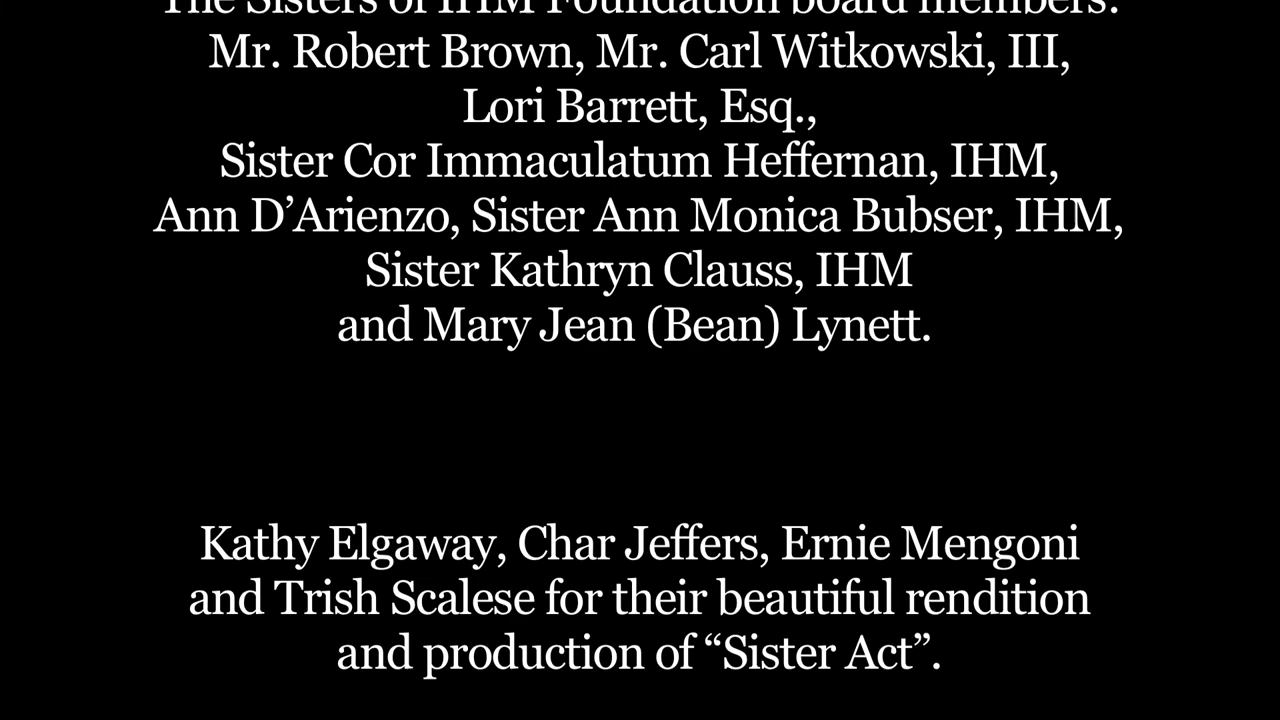 The Sisters of IHM Foundation board members:
Mr. Robert Brown, Mr. Carl Witkowski, III,
Lori Barrett, Esq.,
Sister Cor Immaculatum Heffernan, IHM,
Ann D’Arienzo, Sister Ann Monica Bubser, IHM,
Sister Kathryn Clauss, IHM
and Mary Jean (Bean) Lynett.
Kathy Elgaway, Char Jeffers, Ernie Mengoni
and Trish Scalese for their beautiful rendition
and production of “Sister Act”.